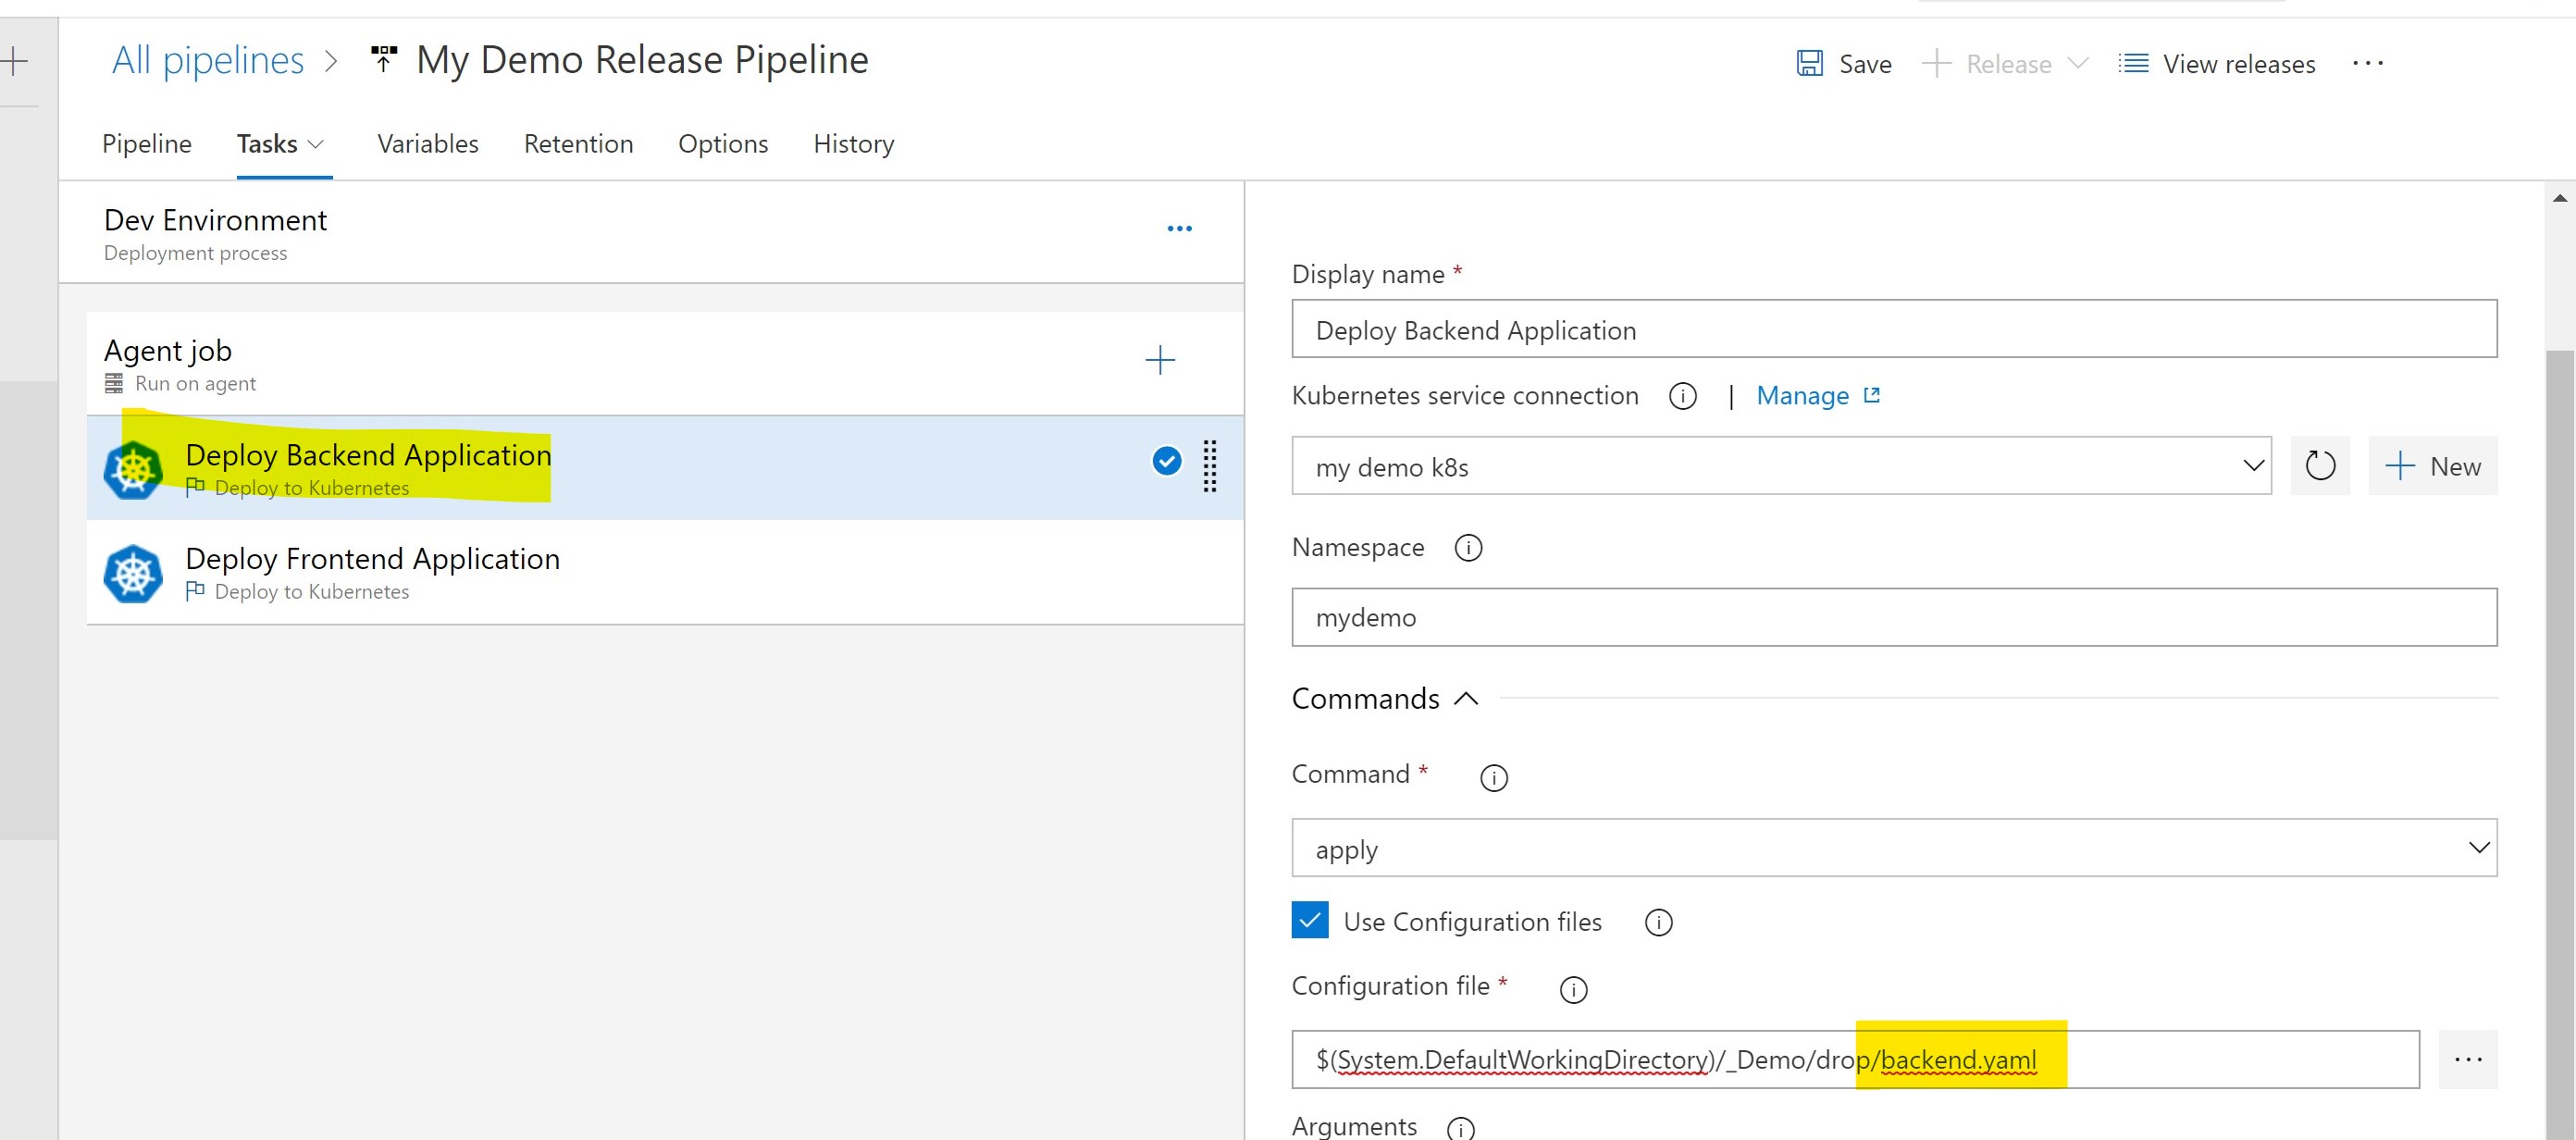 All pipelines > My Demo Release Pipeline
Save Release View releases ...
Pipeline Tasks Variables Retention Options History
Dev Environment
Deployment process
Agent job
Run on agent
Deploy Backend Application
Deploy to Kubernetes
Deploy Frontend Application
Deploy to Kubernetes
Display name *
Deploy Backend Application
Kubernetes service connection | Manage
my demo k8s
New
Namespace
mydemo
Commands
Command *
apply
Use Configuration files
Configuration file *
$(System.DefaultWorkingDirectory)/_Demo/drop/backend.yaml
Arguments